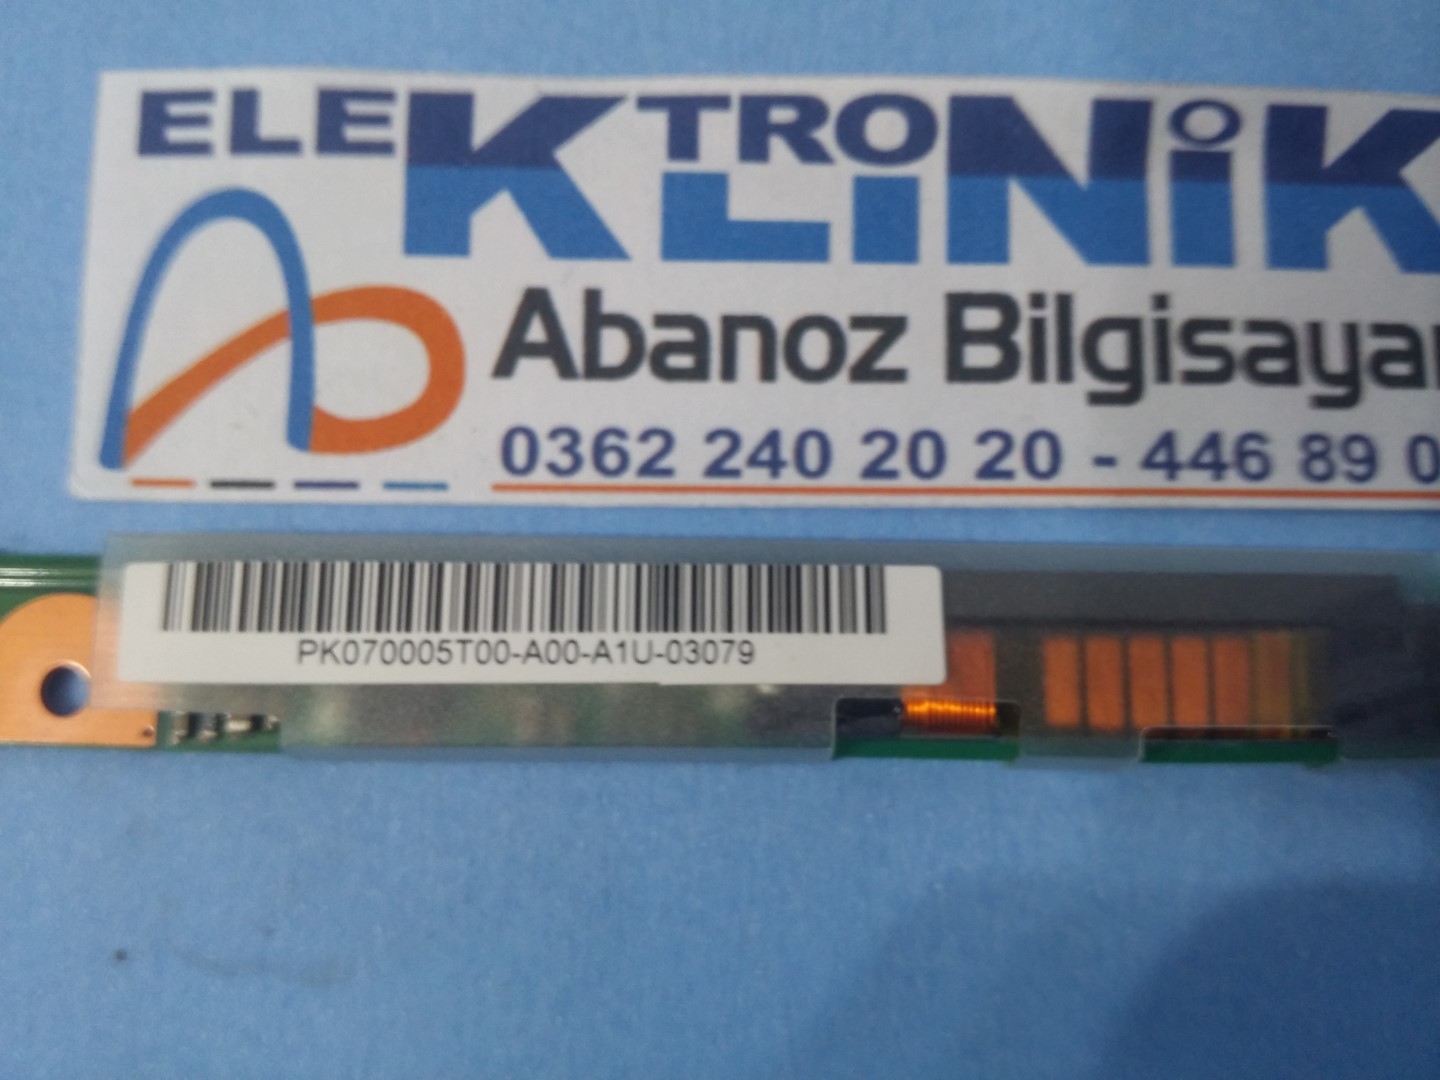 ELEKTRONİK
KLİNİK
Abanoz Bilgisayar
0362 240 20 20 - 446 89 0
PK070005T00-A00-A1U-03079